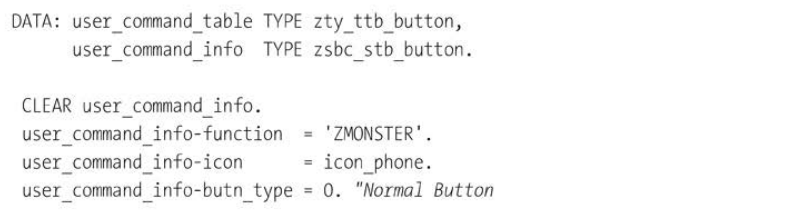 DATA: user_command_table TYPE zty_ttb_button,
user_command_info TYPE zsbc_stb_button.
CLEAR user_command_info.
user_command_info-function = 'ZMONSTER'.
user_command_info-icon = icon_phone.
user_command_info-butn_type = 0. "Normal Button